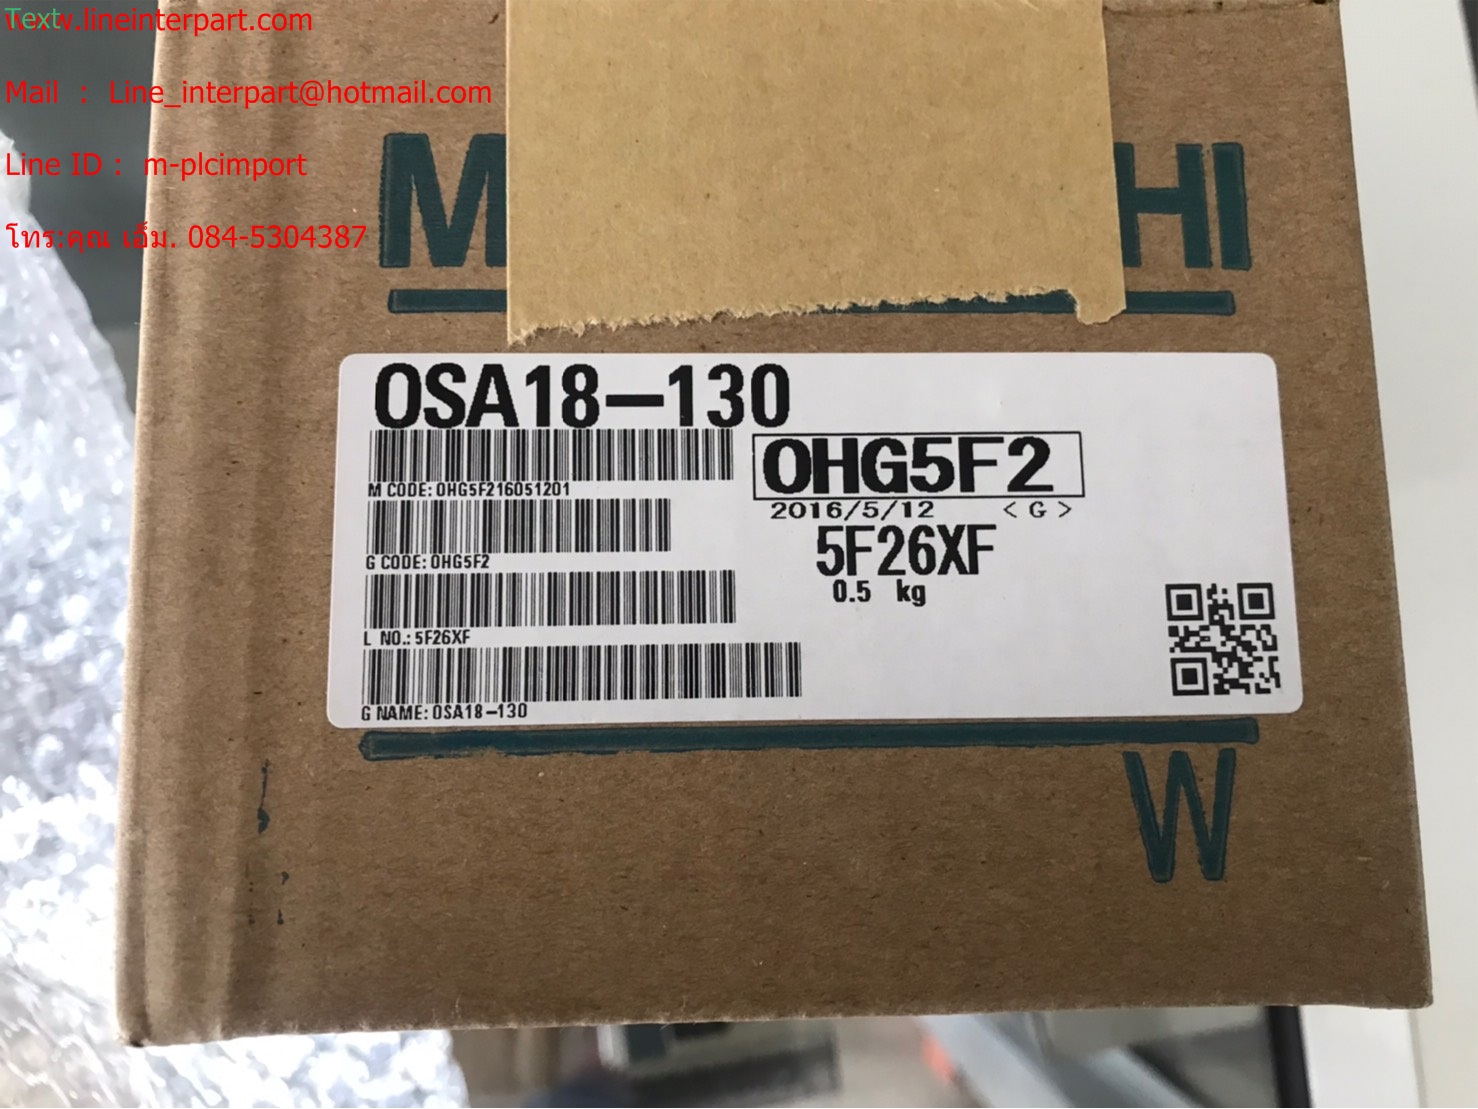 Text
www.lineinterpart.com
Mail : Line_interpart@hotmail.com
Line ID : m-plcimport
โทร:คุณ เอ็ม. 084-5304387
M HI
OSA18-130
OHG5F2
M CODE: OHG5F216051201
2016/5/12 <G>
5F26XF
G CODE: OHG5F2
0.5 kg
L NO.: 5F26XF
G NAME: OSA18-130
W